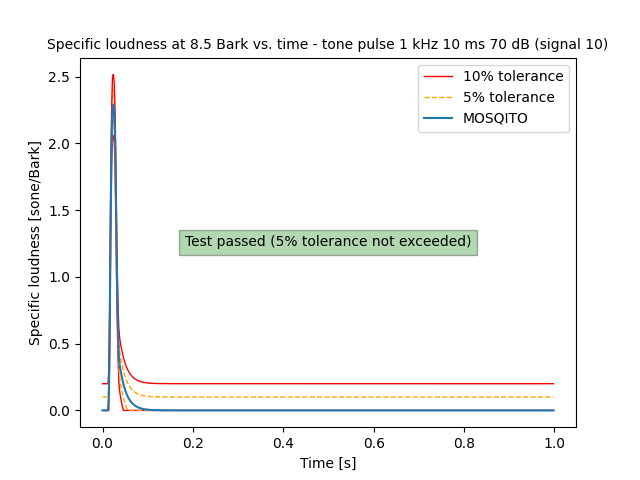 Specific loudness at 8.5 Bark vs. time - tone pulse 1 kHz 10 ms 70 dB (signal 10)
10% tolerance
5% tolerance
MOSQITO
Test passed (5% tolerance not exceeded)
Specific loudness [sone/Bark]
2.5
2.0
1.5
1.0
0.5
0.0
0.0 0.2 0.4 0.6 0.8 1.0
Time [s]